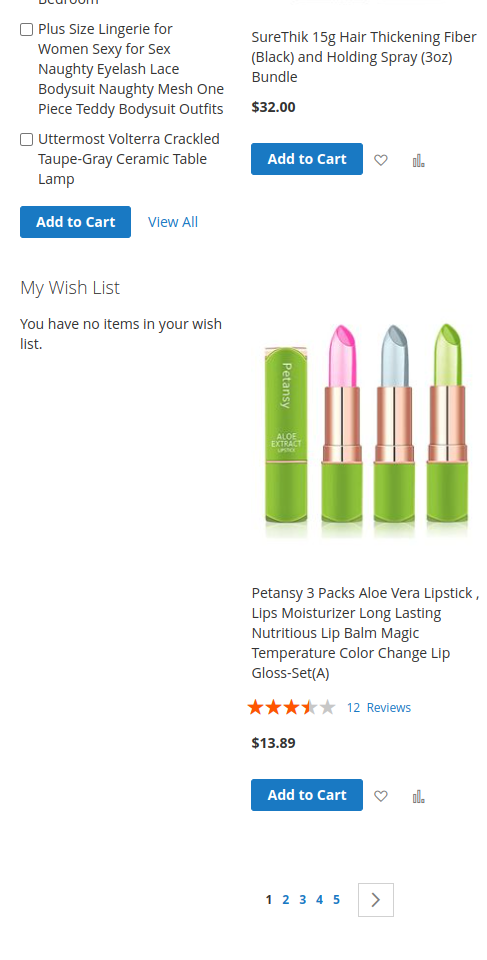 Plus Size Lingerie for
Women Sexy for Sex
Naughty Eyelash Lace
Bodysuit Naughty Mesh One
Piece Teddy Bodysuit Outfits
Uttermost Volterra Crackled
Taupe-Gray Ceramic Table
Lamp
Add to Cart View All
My Wish List
You have no items in your wish
list.
SureThik 15g Hair Thickening Fiber
(Black) and Holding Spray (3oz)
Bundle
$32.00
Add to Cart
Petansy
ALOE
EXTRACT
LIPSTICK
Petansy 3 Packs Aloe Vera Lipstick ,
Lips Moisturizer Long Lasting
Nutritious Lip Balm Magic
Temperature Color Change Lip
Gloss-Set(A)
12 Reviews
$13.89
Add to Cart
1 2 3 4 5